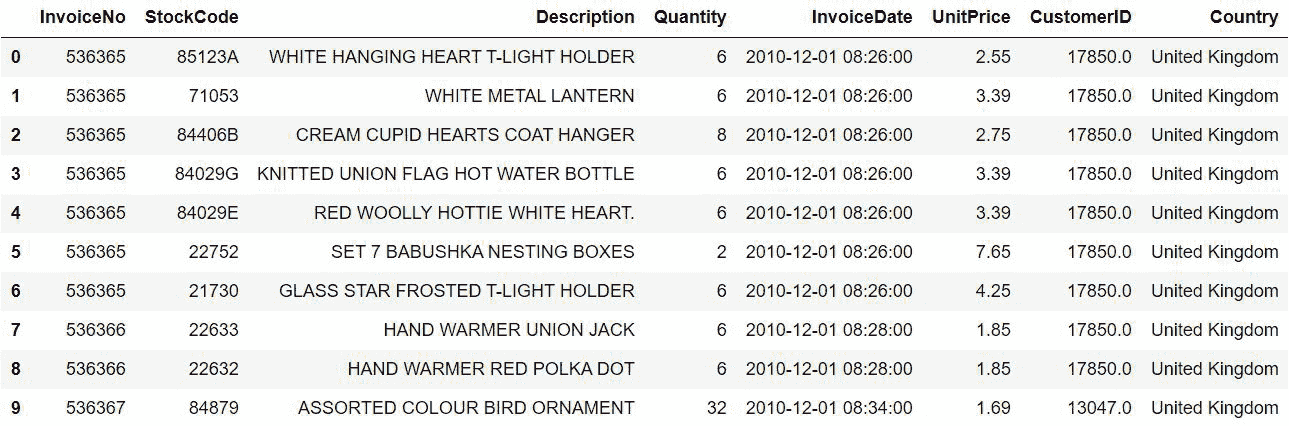 InvoiceNo StockCode Description Quantity InvoiceDate UnitPrice CustomerID Country
0 536365 85123A WHITE HANGING HEART T-LIGHT HOLDER 6 2010-12-01 08:26:00 2.55 17850.0 United Kingdom
1 536365 71053 WHITE METAL LANTERN 6 2010-12-01 08:26:00 3.39 17850.0 United Kingdom
2 536365 84406B CREAM CUPID HEARTS COAT HANGER 8 2010-12-01 08:26:00 2.75 17850.0 United Kingdom
3 536365 84029G KNITTED UNION FLAG HOT WATER BOTTLE 6 2010-12-01 08:26:00 3.39 17850.0 United Kingdom
4 536365 84029E RED WOOLLY HOTTIE WHITE HEART. 6 2010-12-01 08:26:00 3.39 17850.0 United Kingdom
5 536365 22752 SET 7 BABUSHKA NESTING BOXES 2 2010-12-01 08:26:00 7.65 17850.0 United Kingdom
6 536365 21730 GLASS STAR FROSTED T-LIGHT HOLDER 6 2010-12-01 08:26:00 4.25 17850.0 United Kingdom
7 536366 22633 HAND WARMER UNION JACK 6 2010-12-01 08:28:00 1.85 17850.0 United Kingdom
8 536366 22632 HAND WARMER RED POLKA DOT 6 2010-12-01 08:28:00 1.85 17850.0 United Kingdom
9 536367 84879 ASSORTED COLOUR BIRD ORNAMENT 32 2010-12-01 08:34:00 1.69 13047.0 United Kingdom